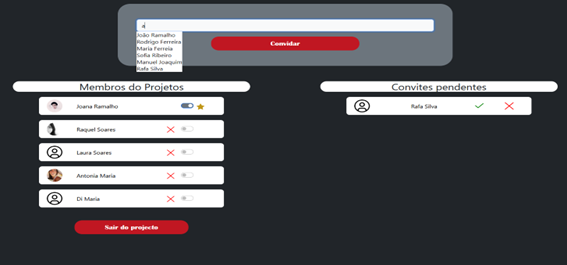 a
João Ramalho
Rodrigo Ferreira
Maria Ferreia
Sofia Ribeiro
Manuel Joaquim
Rafa Silva
Convidar
Membros do Projetos
Joana Ramalho
Raquel Soares
Laura Soares
Antonia Maria
Di Maria
Sair do projecto
Convites pendentes
Rafa Silva